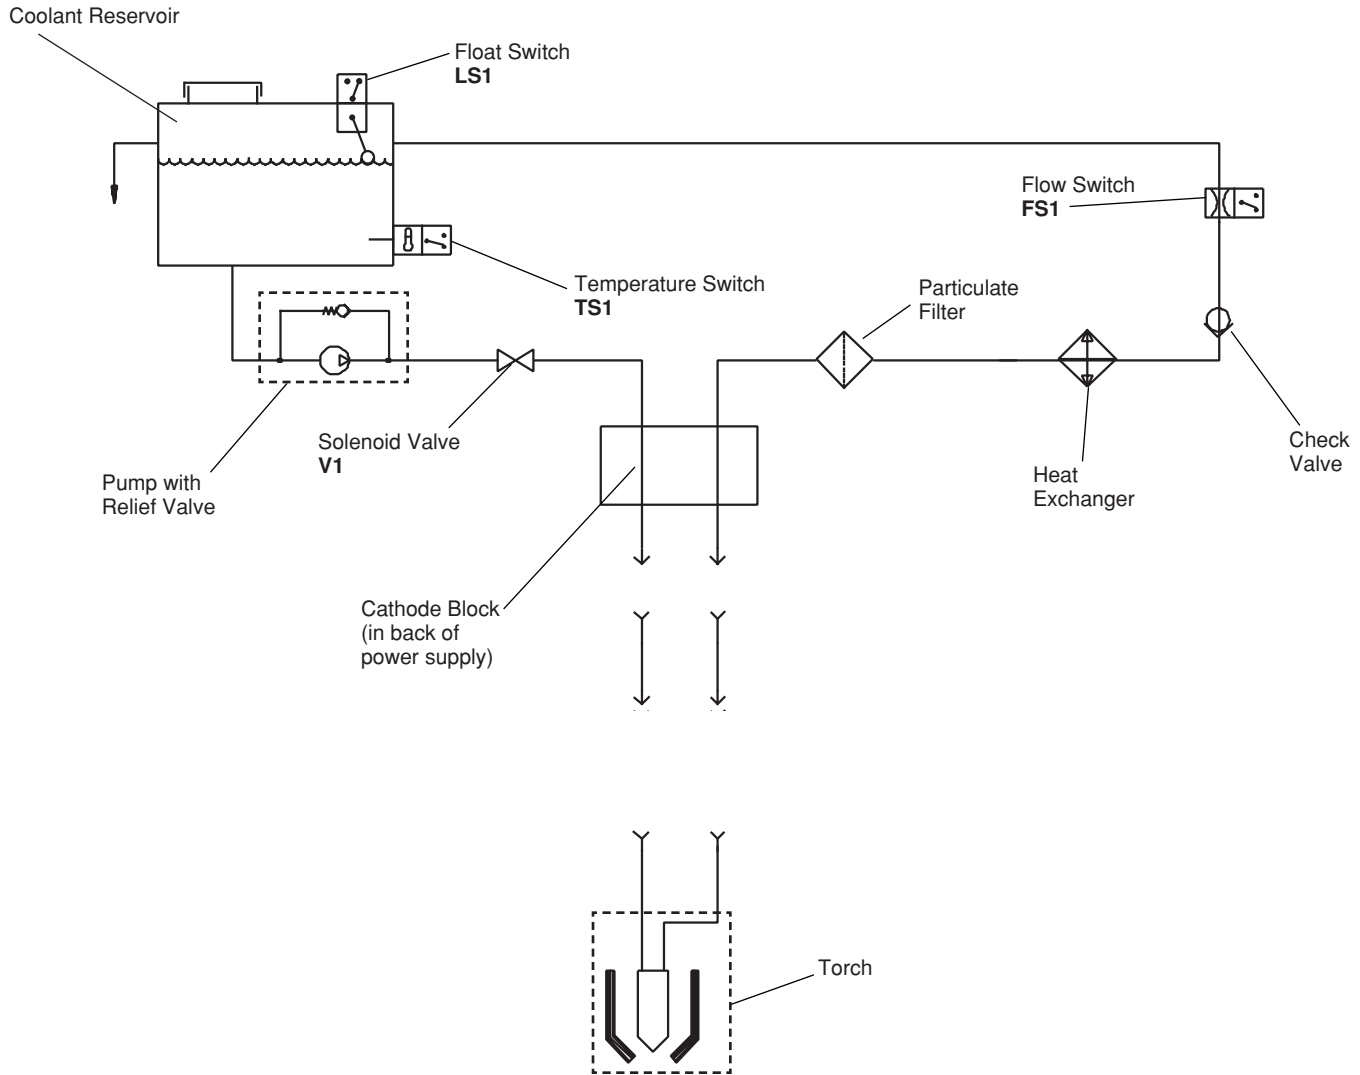 Coolant Reservoir
Float Switch
LS1
Flow Switch
FS1
Temperature Switch
TS1
Particulate
Filter
Solenoid Valve
V1
Check
Valve
Pump with
Relief Valve
Heat
Exchanger
Cathode Block
(in back of
power supply)
Torch